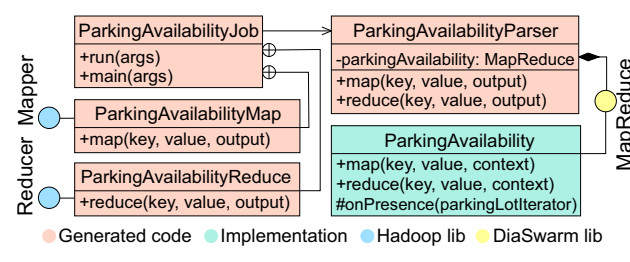 ParkingAvailabilityJob
+run(args)
+main(args)
ParkingAvailabilityParser
-parkingAvailability: MapReduce
+map(key, value, output)
+reduce(key, value, output)
Mapper
ParkingAvailabilityMap
+map(key, value, output)
MapReduce
ParkingAvailability
+map(key, value, context)
+reduce(key, value, context)
#onPresence(parkingLotIterator)
Reducer
ParkingAvailabilityReduce
+reduce(key, value, output)
Generated code Implementation Hadoop lib DiaSwarm lib